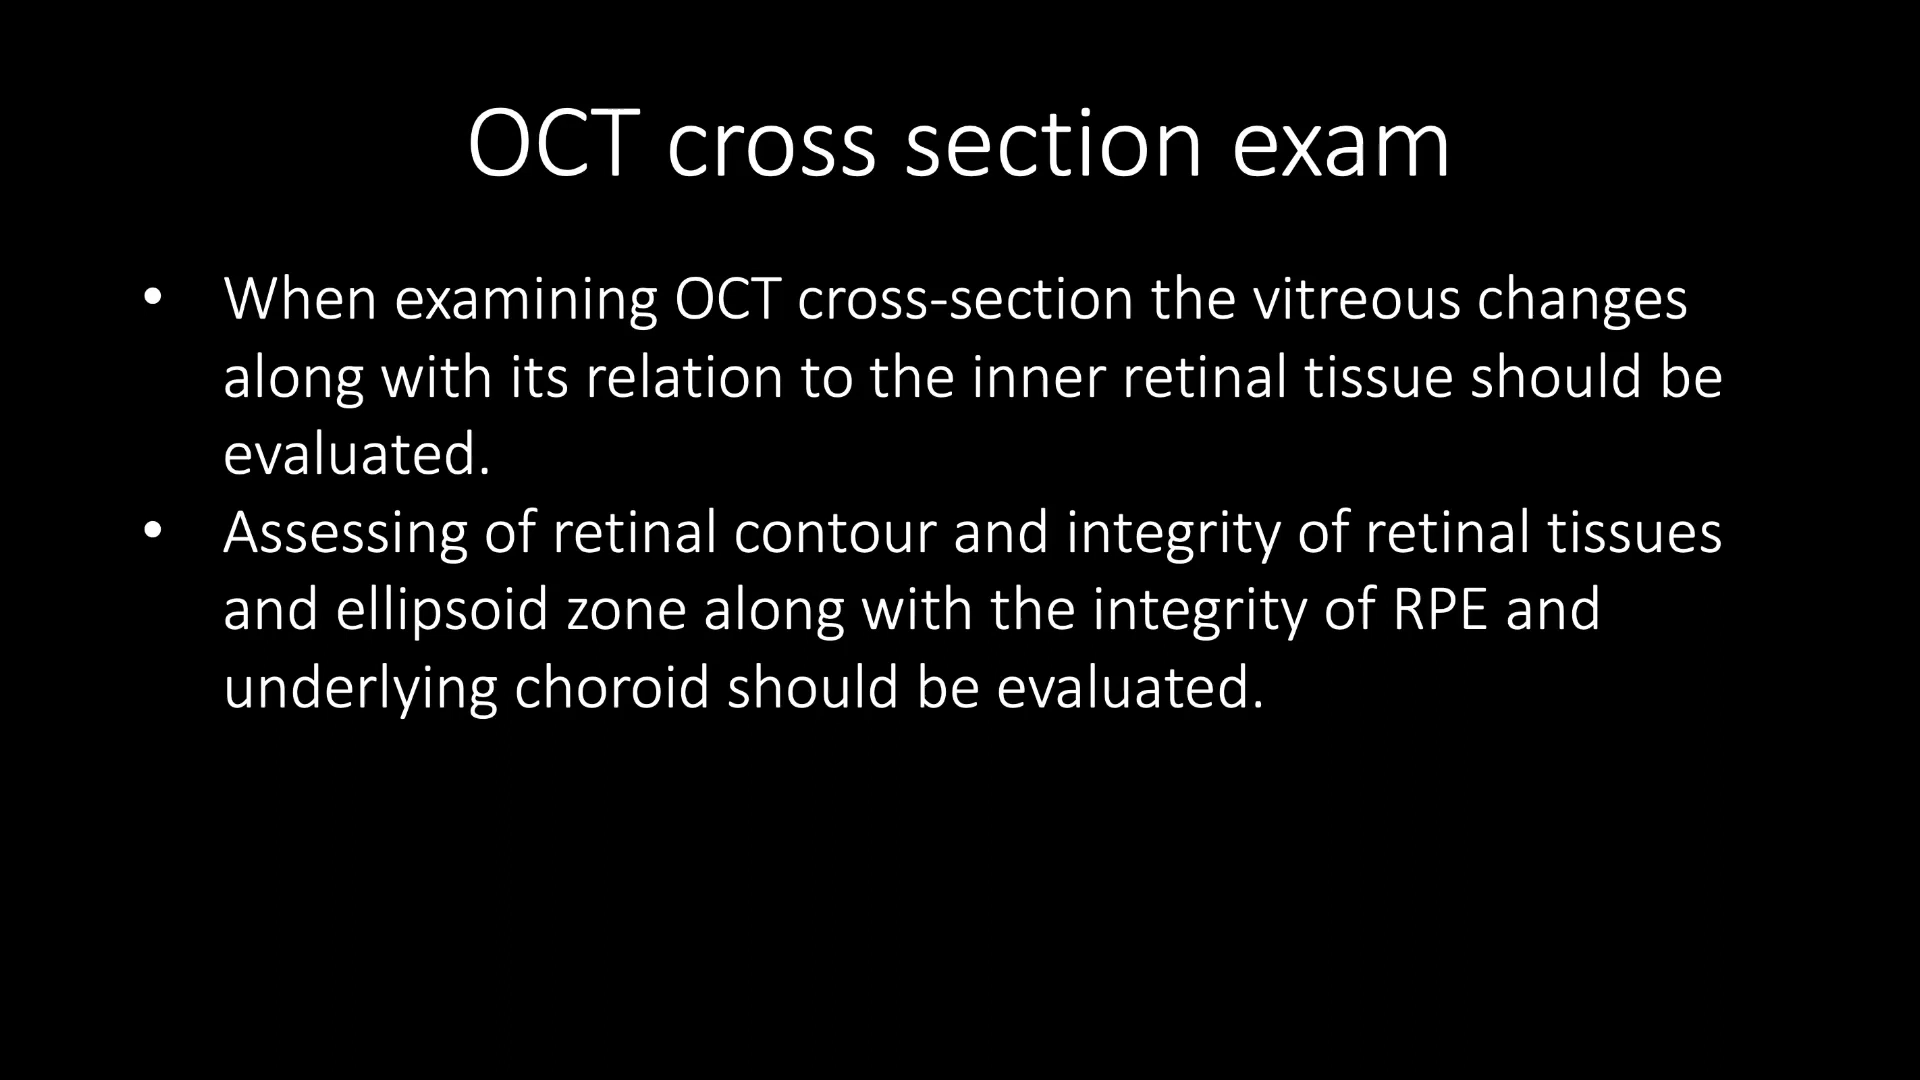 OCT cross section exam
• When examining OCT cross-section the vitreous changes
along with its relation to the inner retinal tissue should be
evaluated.
• Assessing of retinal contour and integrity of retinal tissues
and ellipsoid zone along with the integrity of RPE and
underlying choroid should be evaluated.